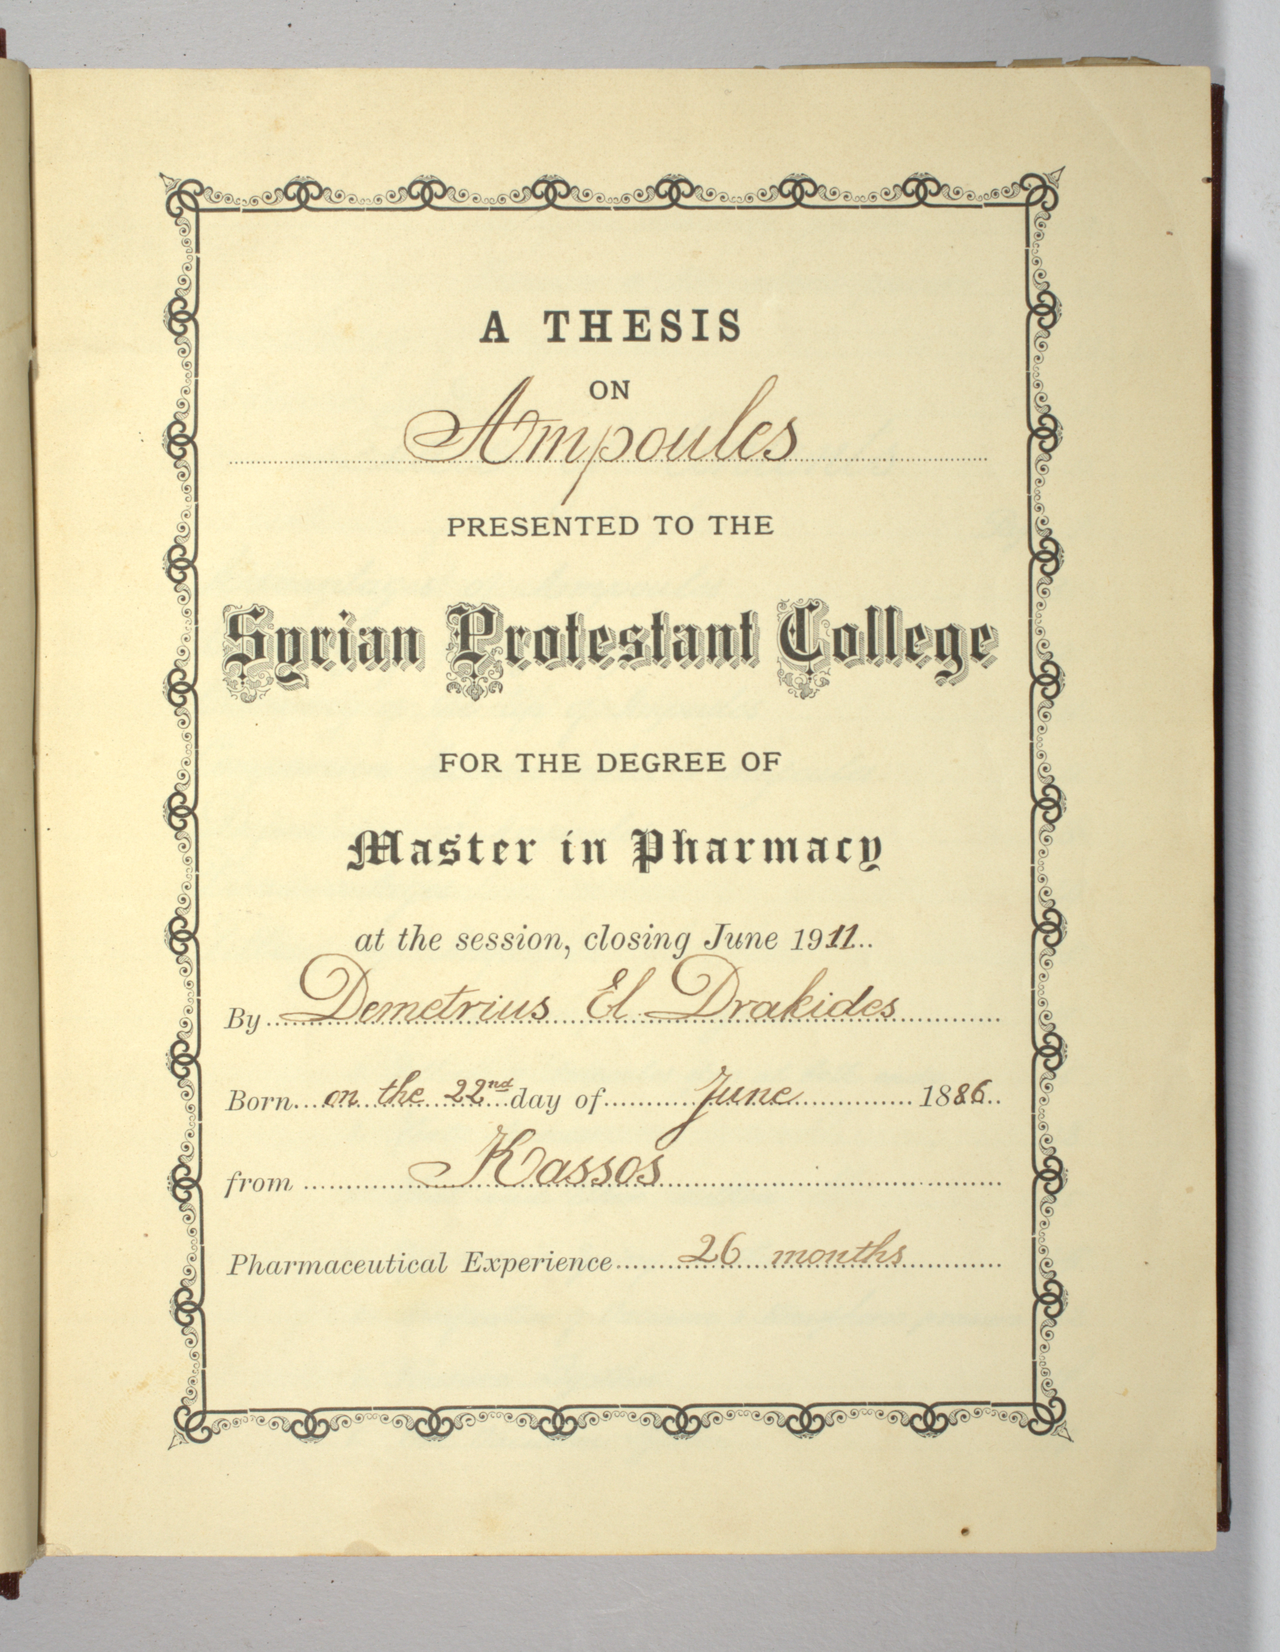 A THESIS
ON
Ampoules
PRESENTED TO THE
Syrian Protestant College
FOR THE DEGREE OF
Master in Pharmacy
at the session, closing June 1911..
By Demetrius El Drakides
Born on the 22nd day of June 1886
from Kassos
Pharmaceutical Experience 26 months